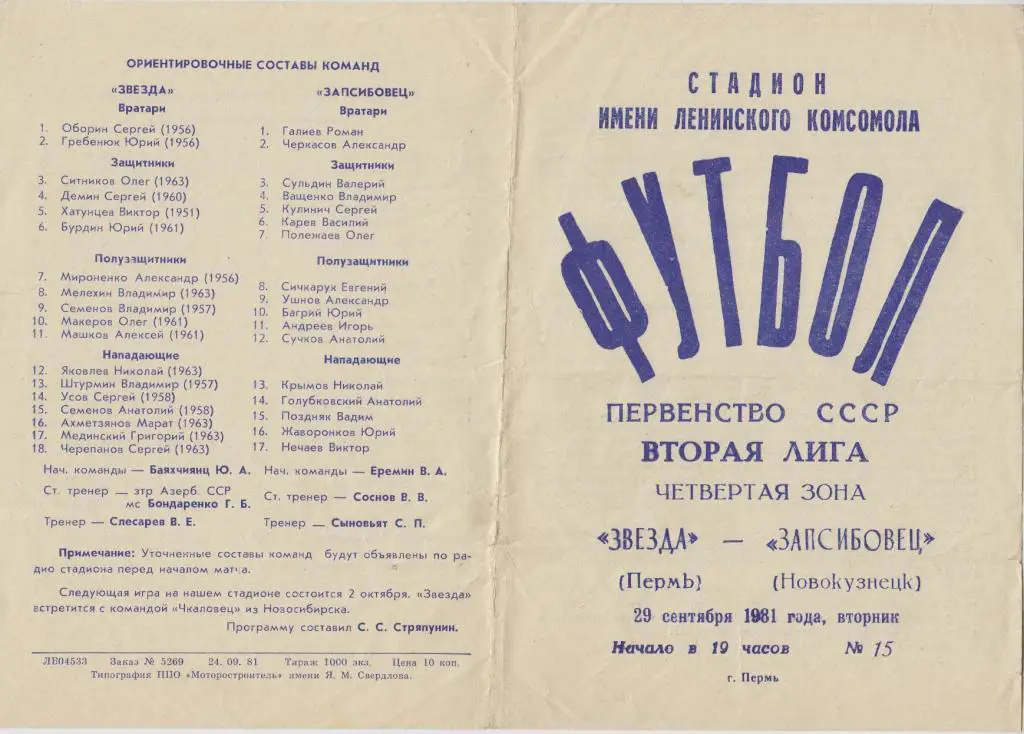 ОРИЕНТИРОВОЧНЫЕ СОСТАВЫ КОМАНД
«ЗВЕЗДА»
Вратари
1. Оборин Сергей (1956)
2. Гребенюк Юрий (1956)
Защитники
3. Ситников Олег (1963)
4. Демин Сергей (1960)
5. Хатунцев Виктор (1951)
6. Бурдин Юрий (1961)
Полузащитники
7. Мироненко Александр (1956)
8. Мелехин Владимир (1963)
9. Семенов Владимир (1957)
10. Макеров Олег (1961)
11. Машков Алексей (1961)
Нападающие
12. Яковлев Николай (1963)
13. Штурмин Владимир (1957)
14. Усов Сергей (1958)
15. Семенов Анатолий (1958)
16. Ахметзянов Марат (1963)
17. Мединский Григорий (1963)
18. Черепанов Сергей (1963)
Нач. команды — Баяхчиянц Ю. А.
Ст. тренер — зтр Азерб. ССР
мс Бондаренко Г. Б.
Тренер — Слесарев В. Е.
«ЗАПСИБОВЕЦ»
Вратари
1. Галиев Роман
2. Черкасов Александр
Защитники
3. Сульдин Валерий
4. Ващенко Владимир
5. Кулинич Сергей
6. Карев Василий
7. Полежаев Олег
Полузащитники
8. Сичкарук Евгений
9. Ушнов Александр
10. Багрий Юрий
11. Андреев Игорь
12. Сучков Анатолий
Нападающие
13. Крымов Николай
14. Голубковский Анатолий
15. Поздняк Вадим
16. Жаворонков Юрий
17. Нечаев Виктор
Нач. команды — Еремин В. А.
Ст. тренер — Соснов В. В.
Тренер — Сыновьят С. П.
Примечание: Уточненные составы команд будут объявлены по ра-
дио стадиона перед началом матча.
Следующая игра на нашем стадионе состоится 2 октября. «Звезда»
встретится с командой «Чкаловец» из Новосибирска.
Программу составил С. С. Стряпунин.
ЛЕ04533 Заказ № 5269 24. 09. 81 Тираж 1000 экз. Цена 10 коп.
Типография ППО «Моторостроитель» имени Я. М. Свердлова.
СТАДИОН
ИМЕНИ ЛЕНИНСКОГО КОМСОМОЛА
ФУТБОЛ
ПЕРВЕНСТВО СССР
ВТОРАЯ ЛИГА
ЧЕТВЕРТАЯ ЗОНА
«ЗВЕЗДА» — «ЗАПСИБОВЕЦ»
(Пермь) (Новокузнецк)
29 сентября 1981 года, вторник
Начало в 19 часов № 15
г. Пермь